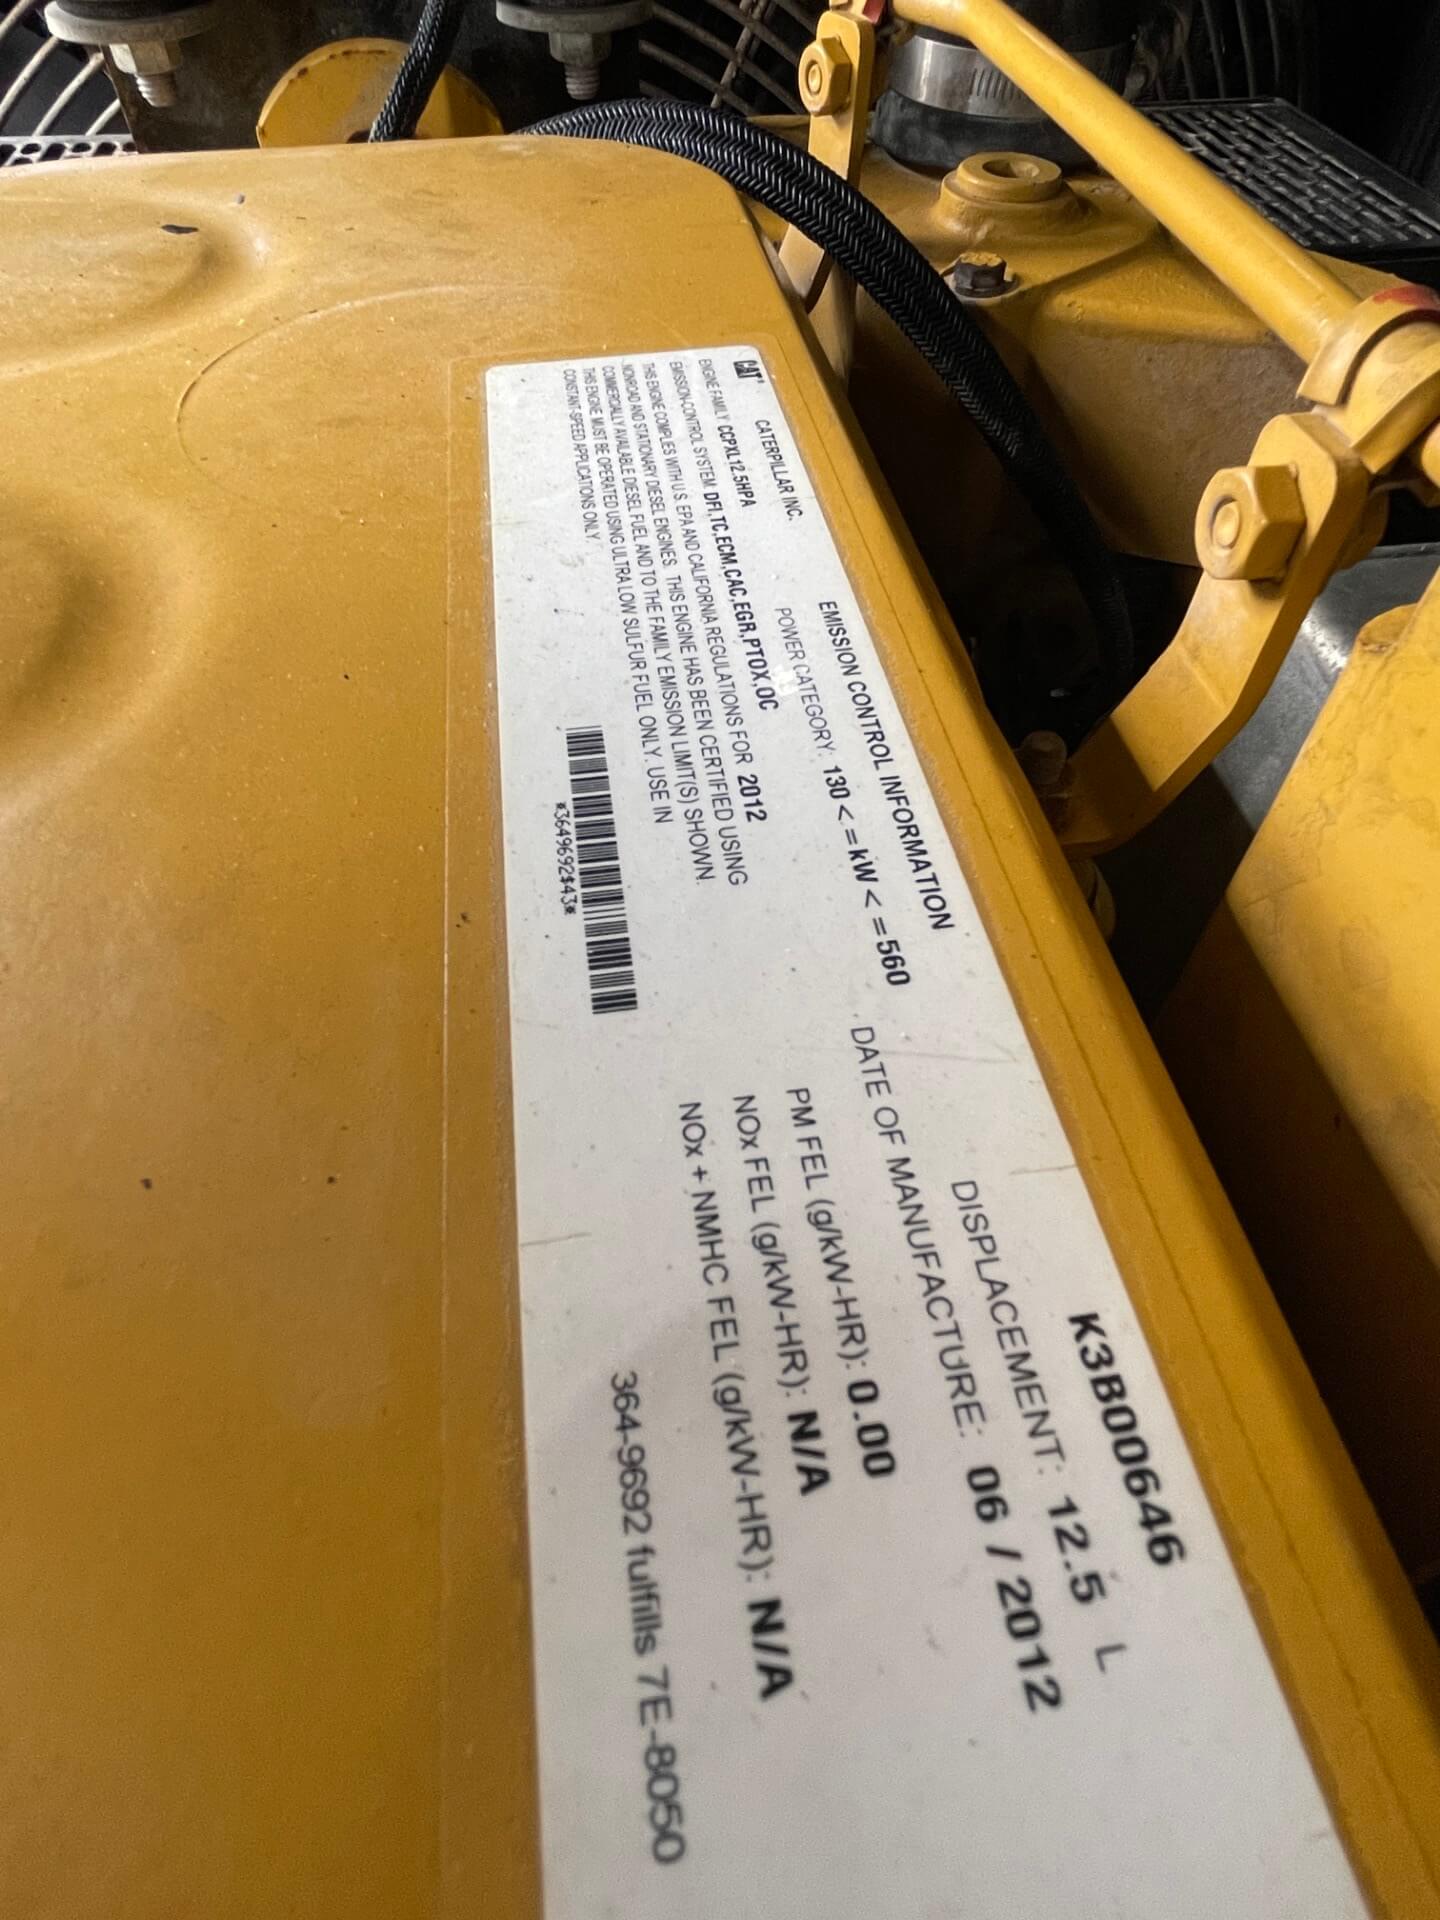 CAT® CATERPILLAR INC. EMISSION CONTROL INFORMATION K3B00646
ENGINE FAMILY CCPXL12.5HPA POWER CATEGORY: 130 < = kW < = 560 DISPLACEMENT: 12.5 L
EMISSION-CONTROL SYSTEM DFI,TC,ECM,CAC,EGR,PTOX,OC DATE OF MANUFACTURE: 06 / 2012
THIS ENGINE COMPLIES WITH U.S. EPA AND CALIFORNIA REGULATIONS FOR 2012
NONROAD AND STATIONARY DIESEL ENGINES. THIS ENGINE HAS BEEN CERTIFIED USING
COMMERCIALLY AVAILABLE DIESEL FUEL AND TO THE FAMILY EMISSION LIMIT(S) SHOWN.
THIS ENGINE MUST BE OPERATED USING ULTRA LOW SULFUR FUEL ONLY. USE IN
CONSTANT-SPEED APPLICATIONS ONLY.
PM FEL (g/kW-HR): 0.00
NOx FEL (g/kW-HR): N/A
NOx + NMHC FEL (g/kW-HR): N/A
*3649692$43*
364-9692 fulfills 7E-8050